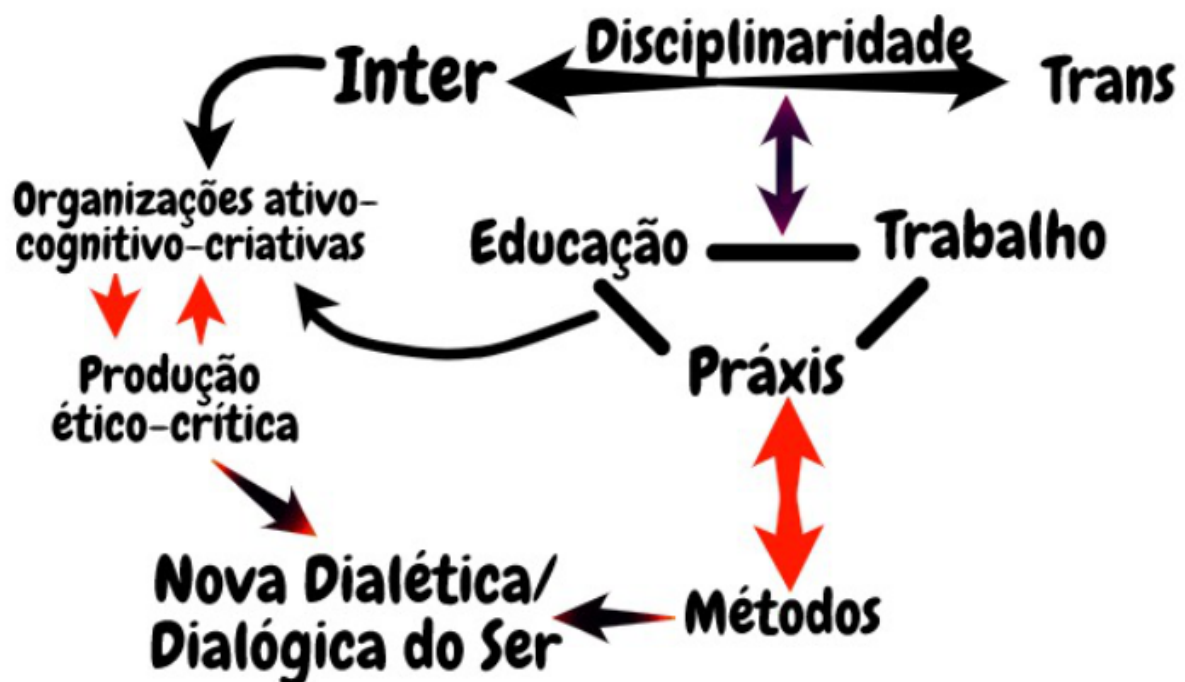 Disciplinaridade
Inter
Trans
Organizações ativo-
cognitivo-criativas
Educação
Trabalho
Produção
ético-crítica
Práxis
Nova Dialética/
Dialógica do Ser
Métodos